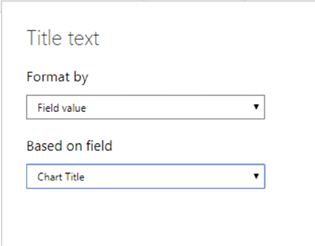 Title text
Format by
Field value
Based on field
Chart Title